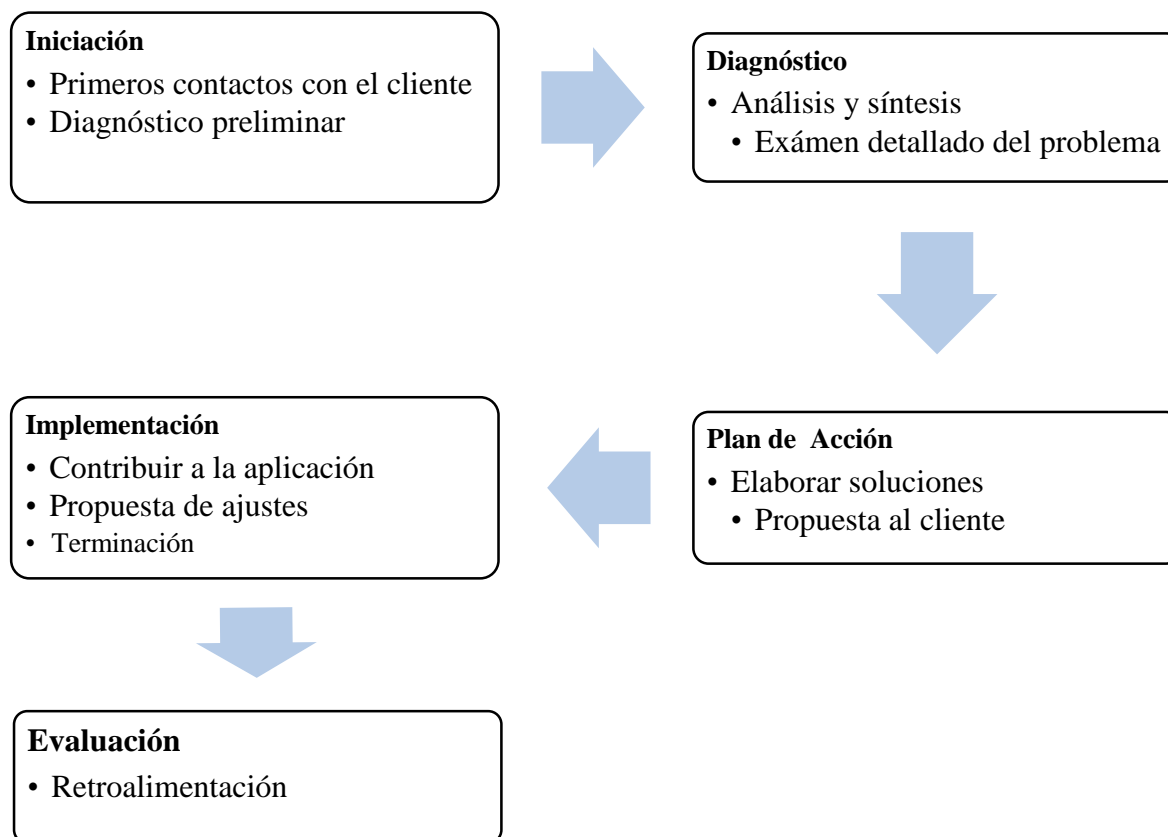 Iniciación
• Primeros contactos con el cliente
• Diagnóstico preliminar
Diagnóstico
• Análisis y síntesis
• Exámen detallado del problema
Plan de Acción
• Elaborar soluciones
• Propuesta al cliente
Implementación
• Contribuir a la aplicación
• Propuesta de ajustes
• Terminación
Evaluación
• Retroalimentación